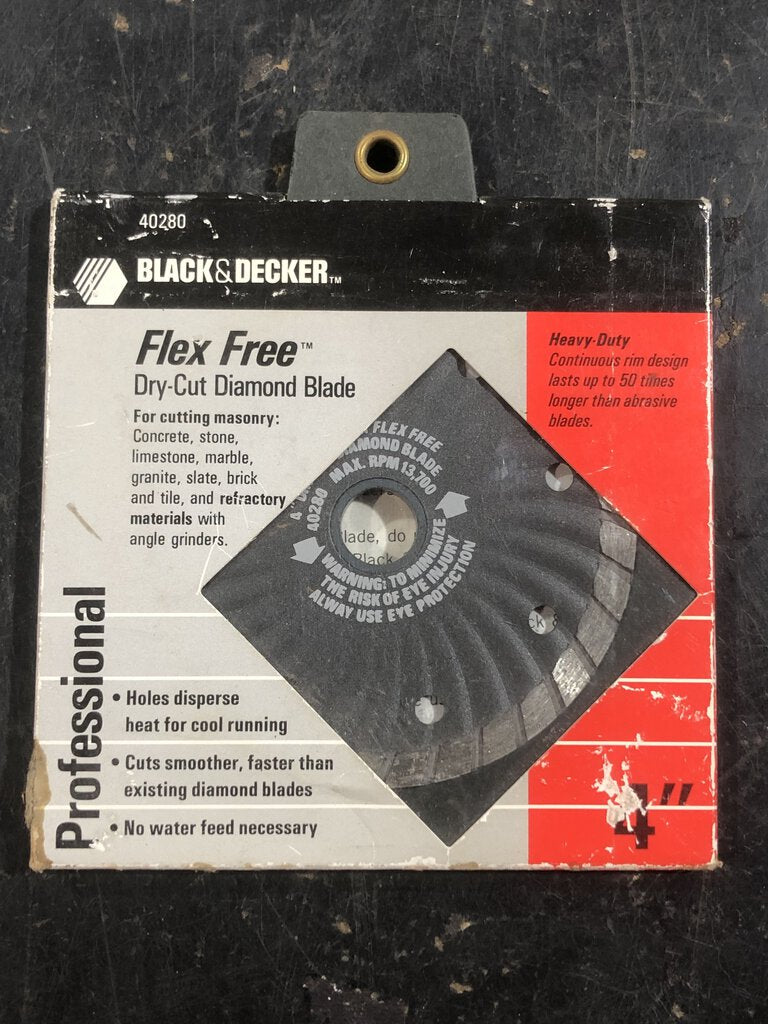 40280
BLACK&DECKER™
Flex Free™
Dry-Cut Diamond Blade
For cutting masonry:
Concrete, stone,
limestone, marble,
granite, slate, brick
and tile, and refractory
materials with
angle grinders.
Heavy-Duty
Continuous rim design
lasts up to 50 times
longer than abrasive
blades.
FLEX FREE
DIAMOND BLADE
40280 MAX. RPM 13,700
WARNING: TO MINIMIZE
THE RISK OF EYE INJURY
ALWAY USE EYE PROTECTION
lade, do
Black
Professional
• Holes disperse
heat for cool running
• Cuts smoother, faster than
existing diamond blades
• No water feed necessary
4"